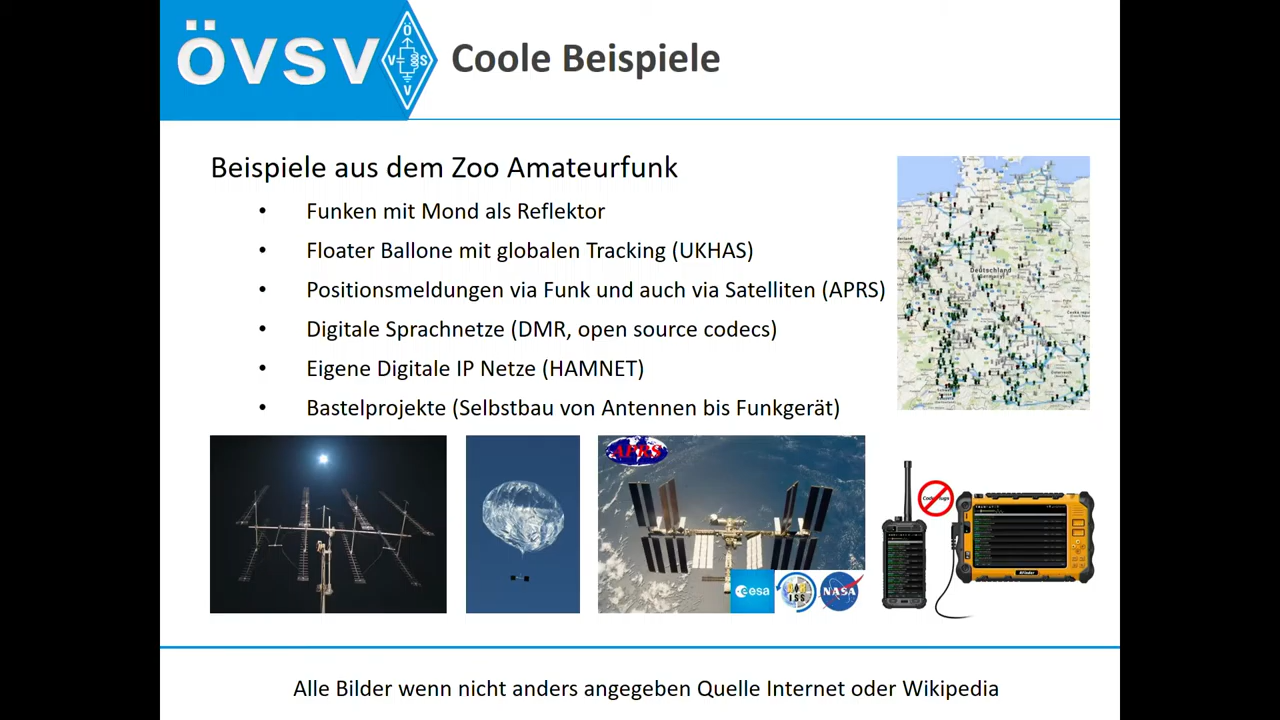 ÖVSV
Ö
V S
V
Coole Beispiele
Beispiele aus dem Zoo Amateurfunk
• Funken mit Mond als Reflektor
• Floater Ballone mit globalen Tracking (UKHAS)
• Positionsmeldungen via Funk und auch via Satelliten (APRS)
• Digitale Sprachnetze (DMR, open source codecs)
• Eigene Digitale IP Netze (HAMNET)
• Bastelprojekte (Selbstbau von Antennen bis Funkgerät)
Deutschland
APRS
esa
ISS
NASA
RFinder
Alle Bilder wenn nicht anders angegeben Quelle Internet oder Wikipedia